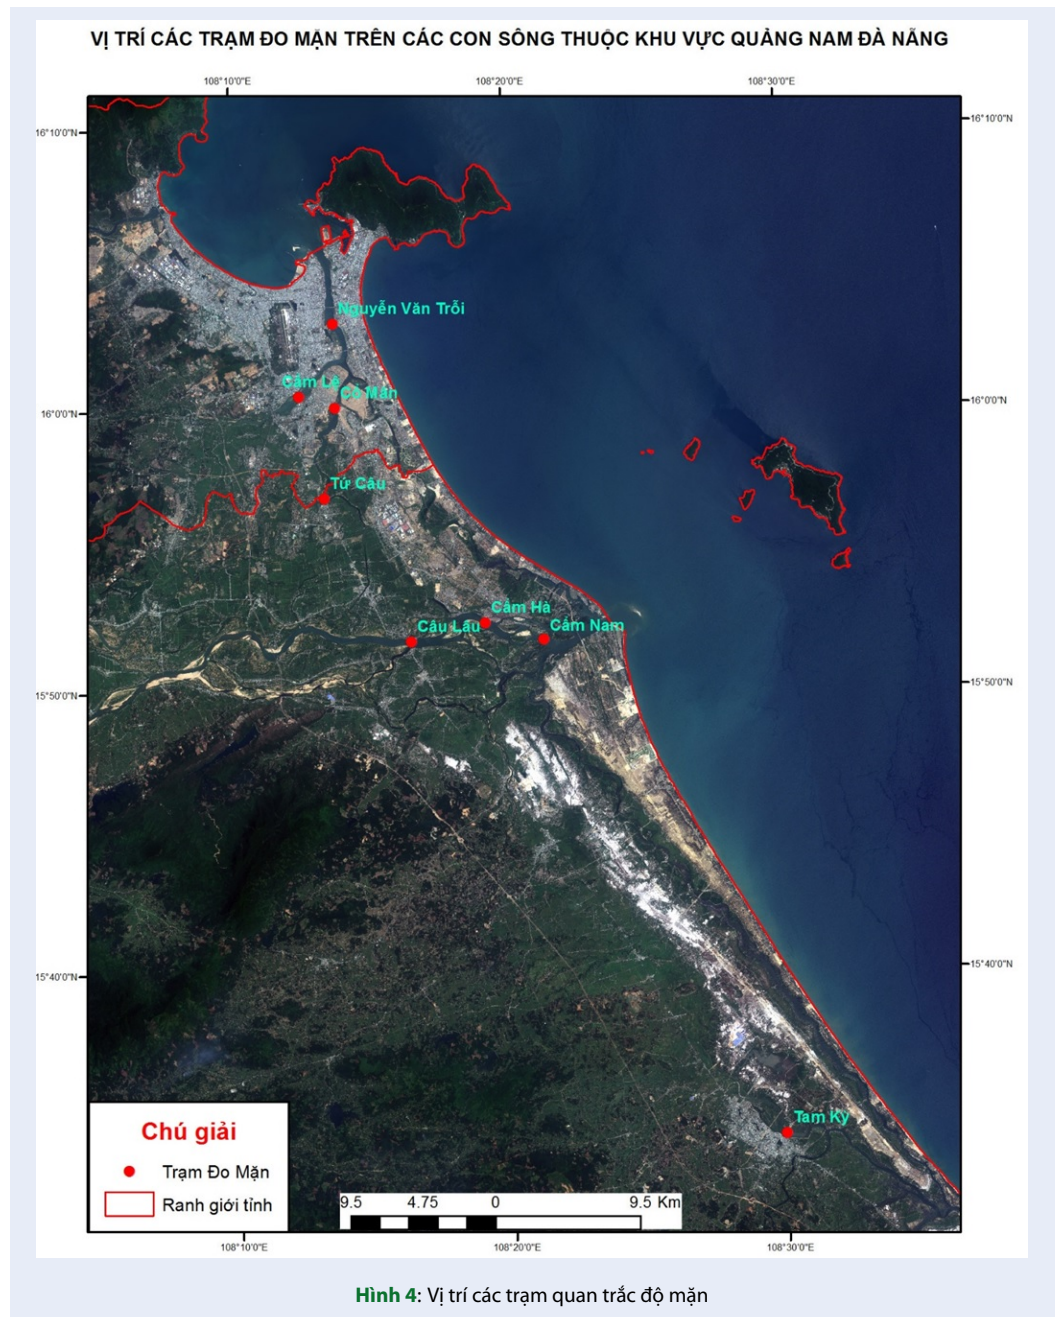 VỊ TRÍ CÁC TRẠM ĐO MẶN TRÊN CÁC CON SÔNG THUỘC KHU VỰC QUẢNG NAM ĐÀ NẴNG
108°10'0"E 108°20'0"E 108°30'0"E
16°10'0"N 16°10'0"N
Nguyễn Văn Trỗi
Cẩm Lệ
Cổ Mân
16°0'0"N 16°0'0"N
Tứ Câu
Cẩm Hà
Câu Lâu Cẩm Nam
15°50'0"N 15°50'0"N
15°40'0"N 15°40'0"N
Tam Kỳ
Chú giải
Trạm Đo Mặn
Ranh giới tỉnh
9.5 4.75 0 9.5 Km
108°10'0"E 108°20'0"E 108°30'0"E
Hình 4: Vị trí các trạm quan trắc độ mặn